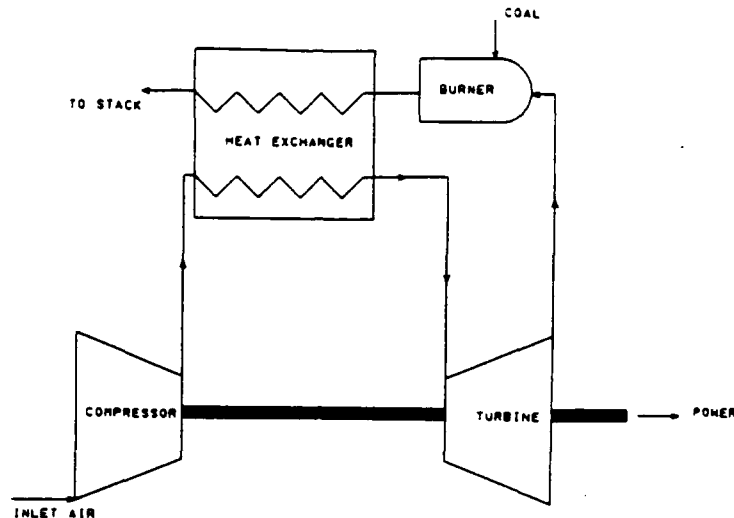 COAL
BURNER
TO STACK
HEAT EXCHANGER
COMPRESSOR
TURBINE
POWER
INLET AIR